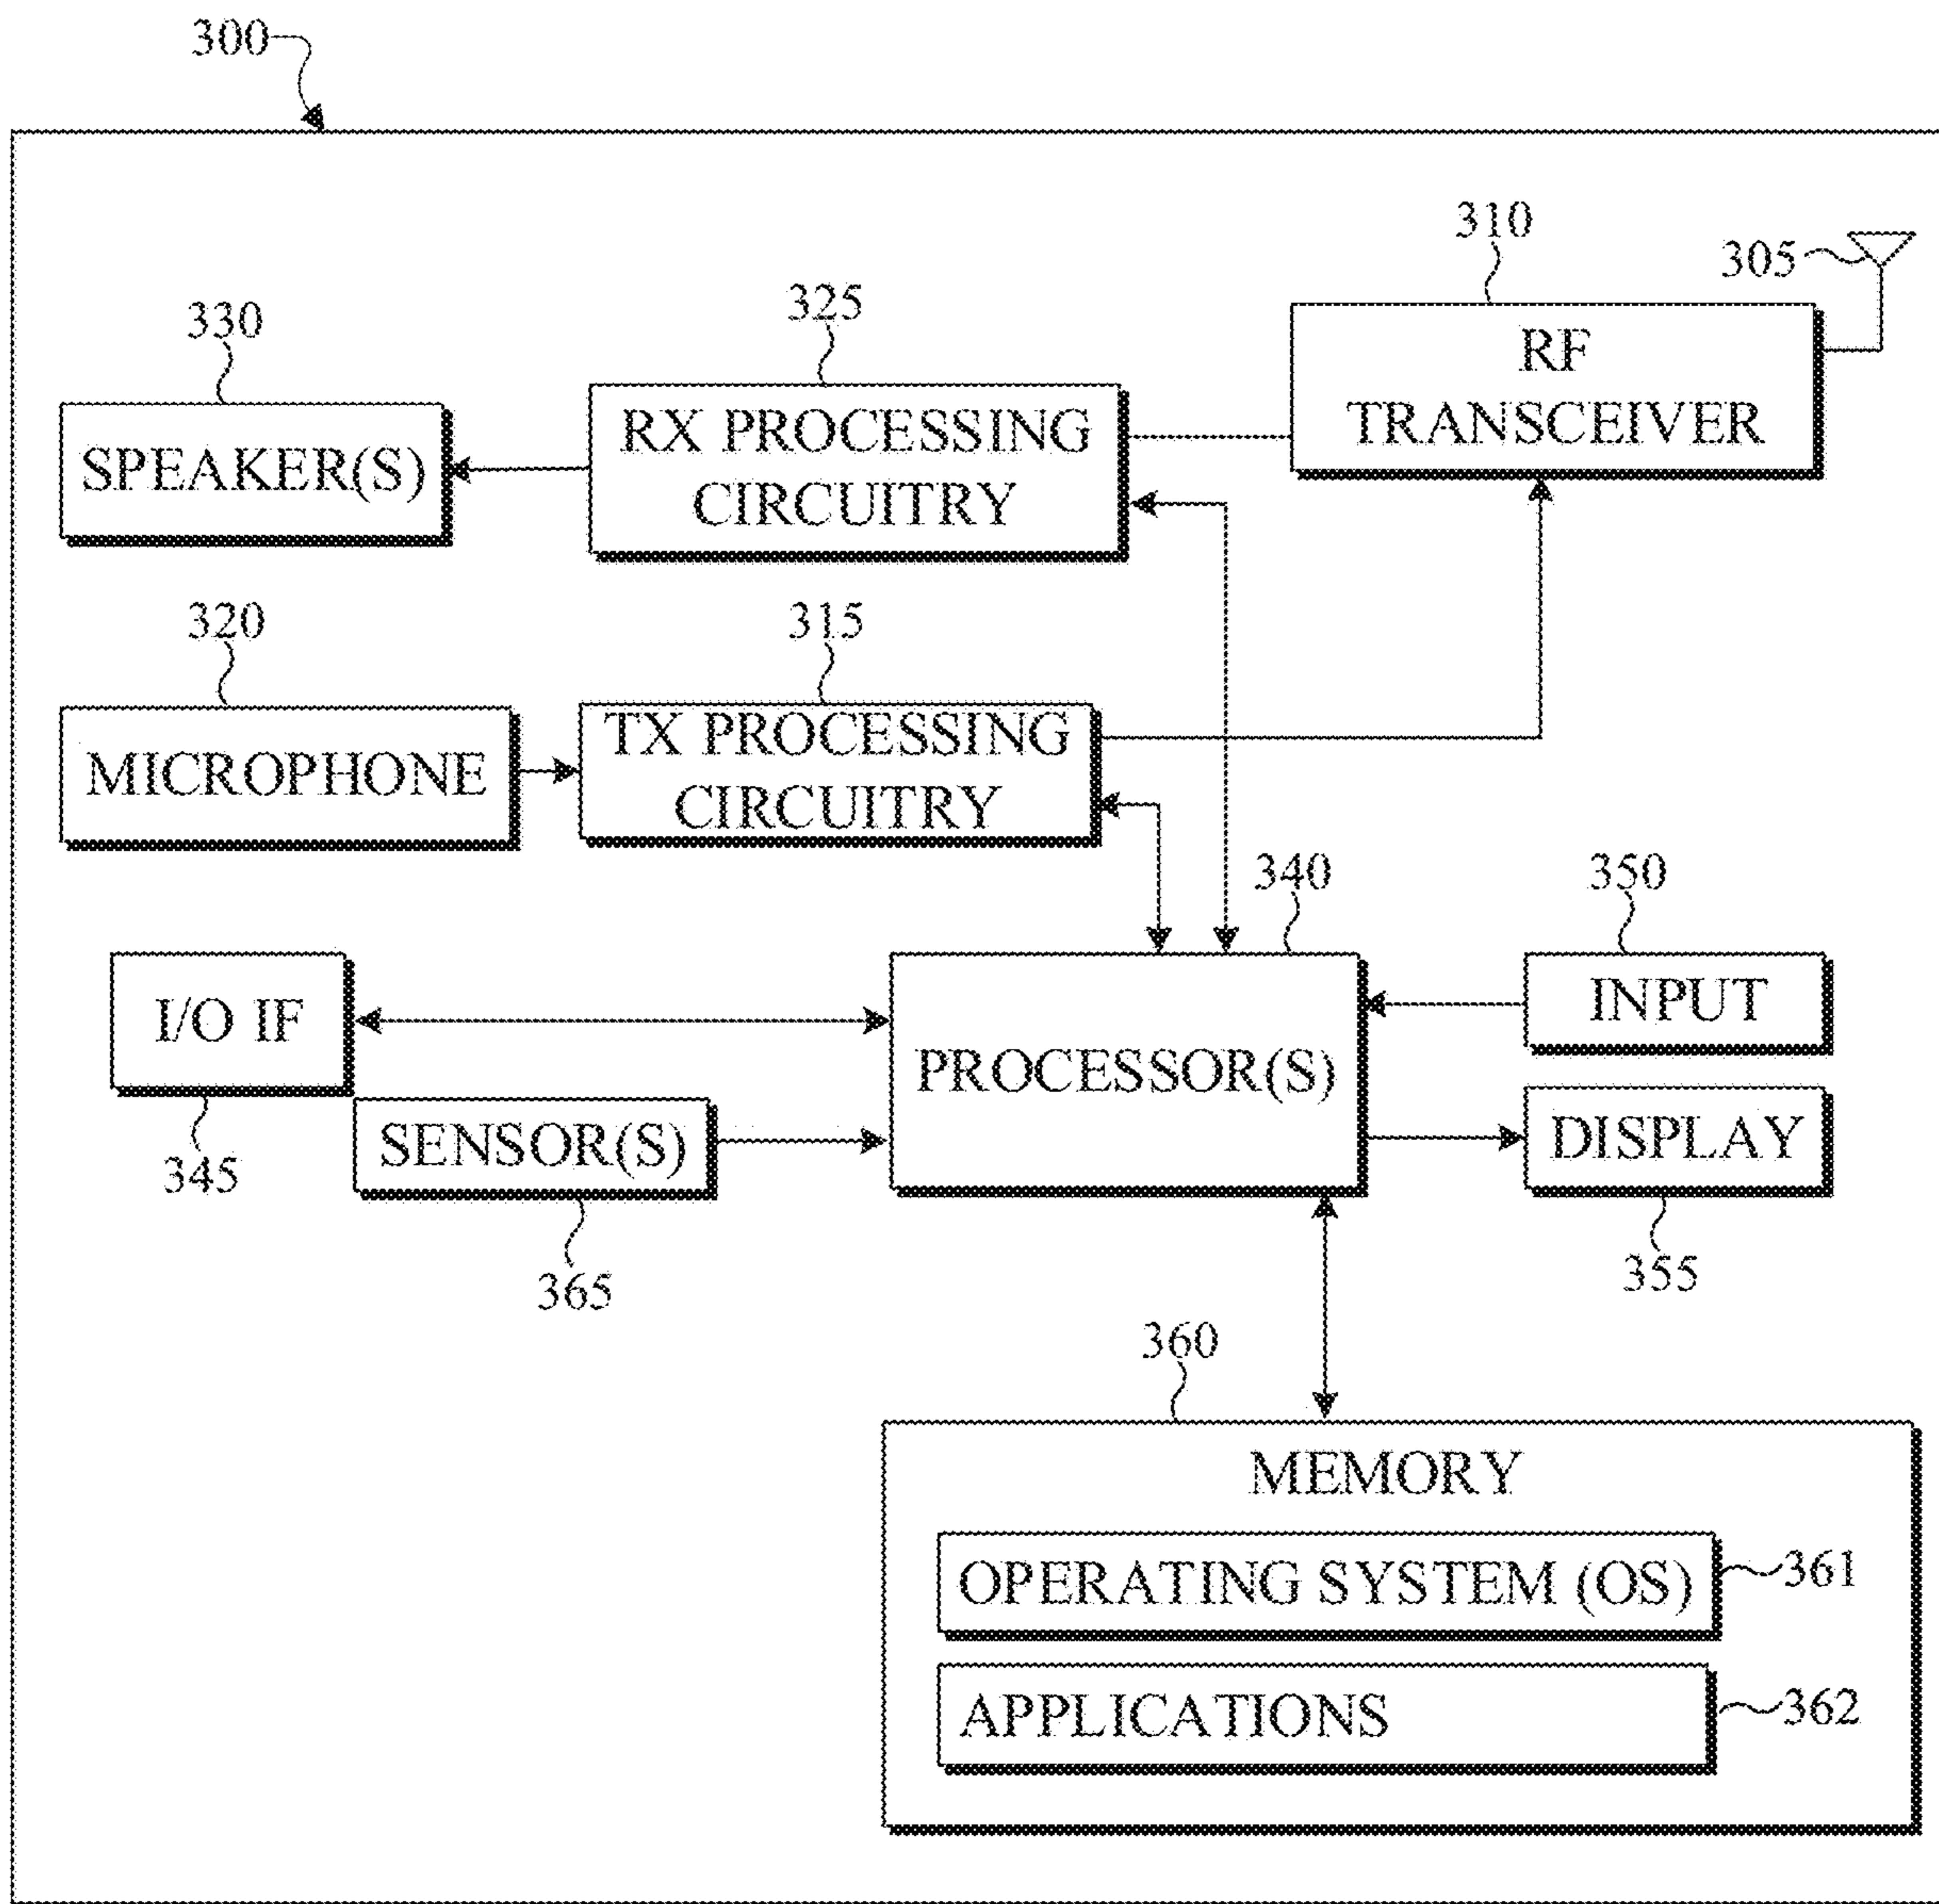 300
310
305
325
330
RF
TRANSCEIVER
RX PROCESSING
CIRCUITRY
SPEAKER(S)
320
315
TX PROCESSING
CIRCUITRY
MICROPHONE
340
350
I/O IF
INPUT
PROCESSOR(S)
SENSOR(S)
DISPLAY
345
365
355
360
MEMORY
OPERATING SYSTEM (OS)
361
APPLICATIONS
362